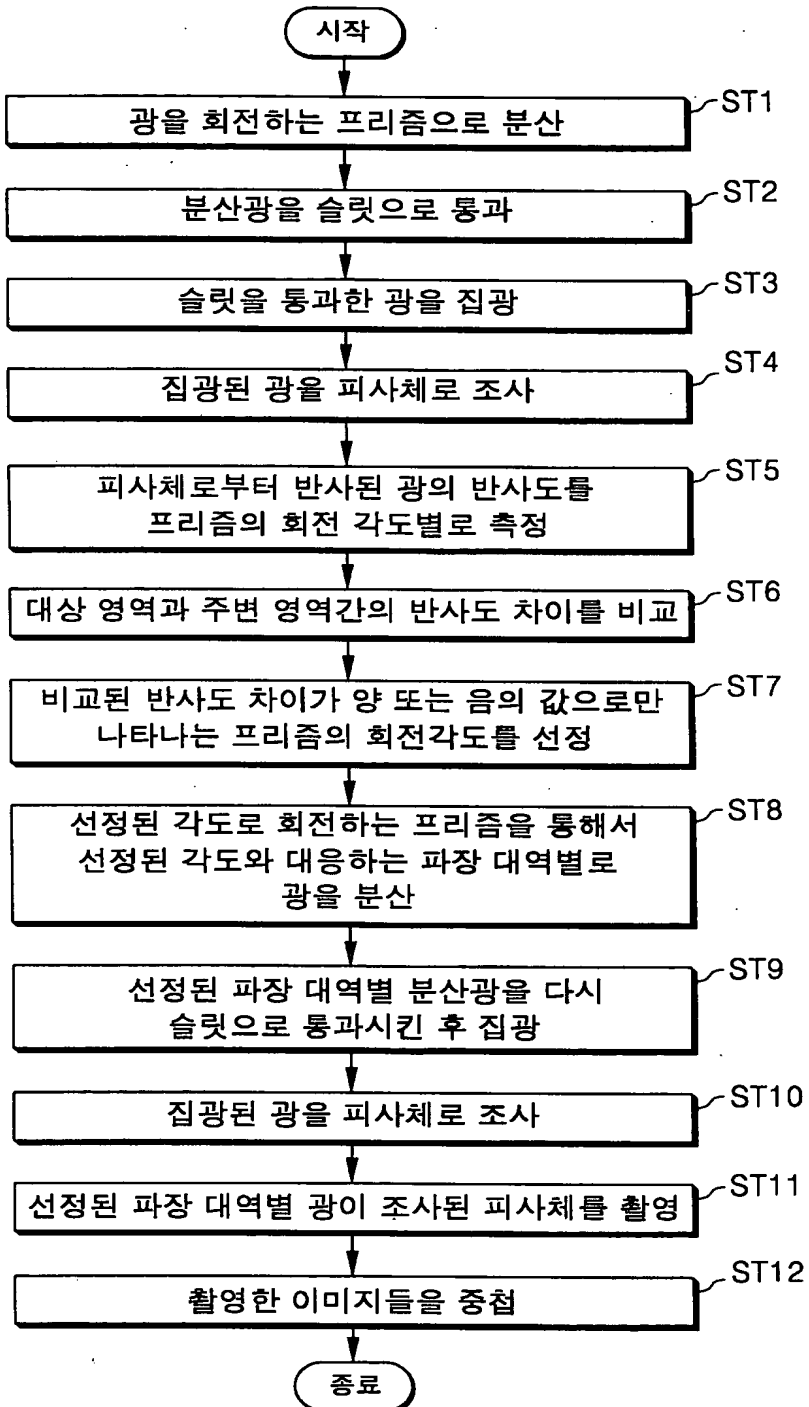 시작
광을 회전하는 프리즘으로 분산
ST1
분산광을 슬릿으로 통과
ST2
슬릿을 통과한 광을 집광
ST3
집광된 광을 피사체로 조사
ST4
피사체로부터 반사된 광의 반사도를
프리즘의 회전 각도별로 측정
ST5
대상 영역과 주변 영역간의 반사도 차이를 비교
ST6
비교된 반사도 차이가 양 또는 음의 값으로만
나타나는 프리즘의 회전각도를 선정
ST7
선정된 각도로 회전하는 프리즘을 통해서
선정된 각도와 대응하는 파장 대역별로
광을 분산
ST8
선정된 파장 대역별 분산광을 다시
슬릿으로 통과시킨 후 집광
ST9
집광된 광을 피사체로 조사
ST10
선정된 파장 대역별 광이 조사된 피사체를 촬영
ST11
촬영한 이미지들을 중첩
ST12
종료